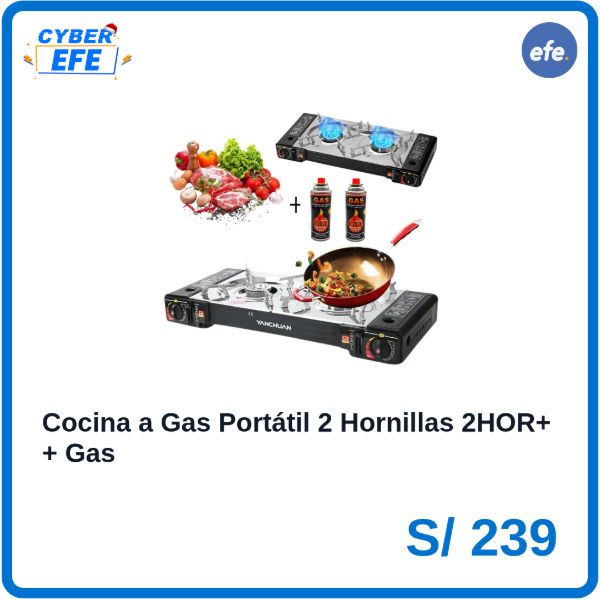 CYBER
EFE
efe.
GAS
GAS
YANCHUAN
Cocina a Gas Portátil 2 Hornillas 2HOR+
+ Gas
S/ 239